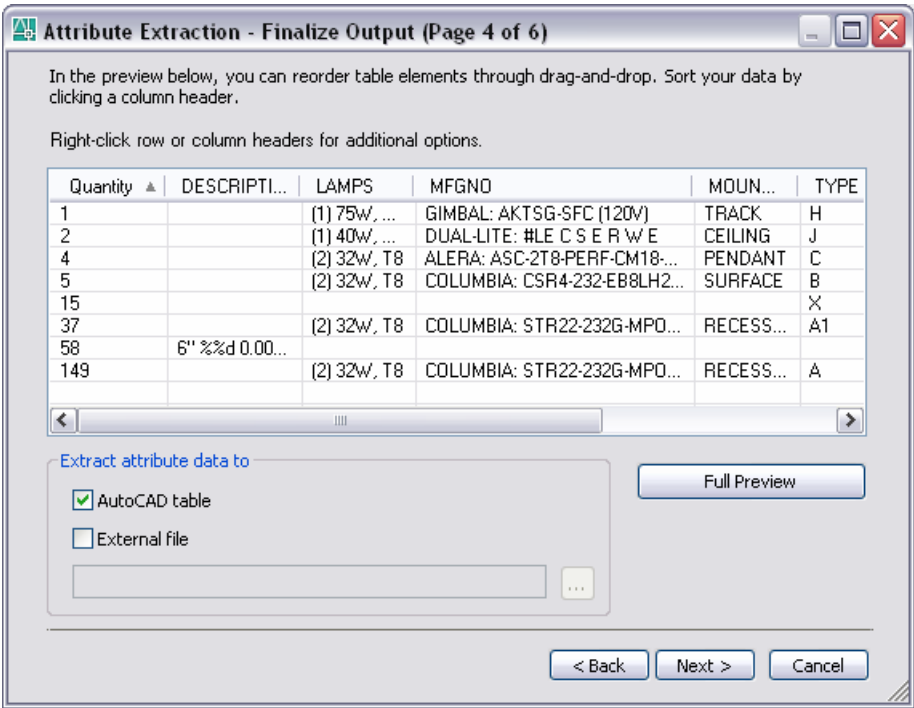 Attribute Extraction - Finalize Output (Page 4 of 6)
In the preview below, you can reorder table elements through drag-and-drop. Sort your data by
clicking a column header.
Right-click row or column headers for additional options.
Quantity DESCRIPTI... LAMPS MFGNO MOUN... TYPE
1 (1) 75W, ... GIMBAL: AKTSG-SFC (120V) TRACK H
2 (1) 40W, ... DUAL-LITE: #LE C S E R W E CEILING J
4 (2) 32W, T8 ALERA: ASC-2T8-PERF-CM18-... PENDANT C
5 (2) 32W, T8 COLUMBIA: CSR4-232-EB8LH2... SURFACE B
15 X
37 (2) 32W, T8 COLUMBIA: STR22-232G-MPO... RECESS... A1
58 6" %%d 0.00...
149 (2) 32W, T8 COLUMBIA: STR22-232G-MPO... RECESS... A
Extract attribute data to
Full Preview
AutoCAD table
External file
...
< Back Next > Cancel